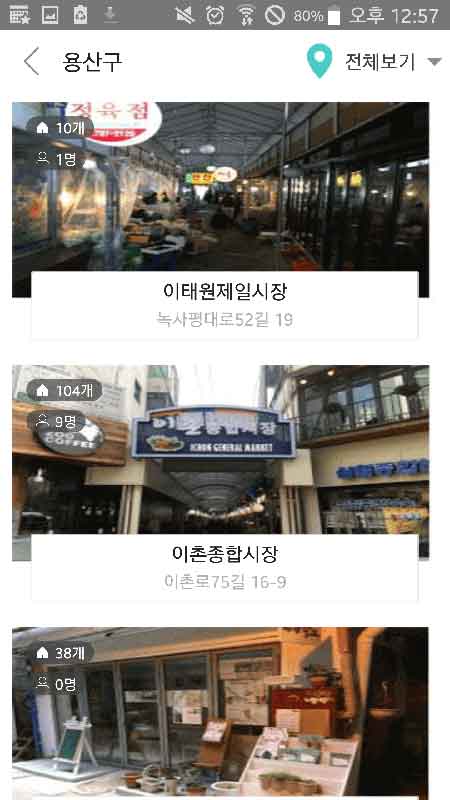 80% 오후 12:57
용산구 전체보기
정육점
10개
1명
이태원제일시장
녹사평대로52길 19
104개
9명
이촌종합시장
ICHON GENERAL MARKET
COFFEE
이촌종합시장
이촌로75길 16-9
38개
0명